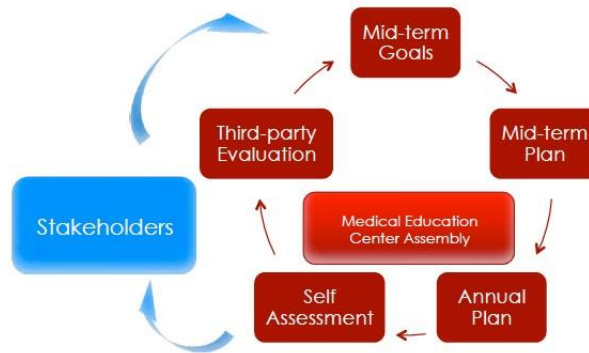 Mid-term
Goals
Third-party
Evaluation
Mid-term
Plan
Stakeholders
Medical Education
Center Assembly
Self
Assessment
Annual
Plan